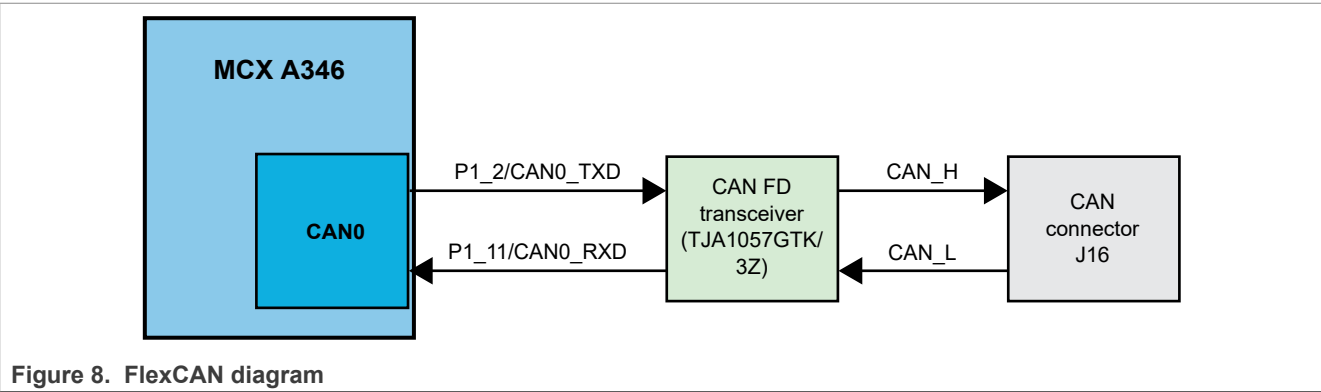 MCX A346
CAN0
P1_2/CAN0_TXD
P1_11/CAN0_RXD
CAN FD
transceiver
(TJA1057GTK/
3Z)
CAN_H
CAN_L
CAN
connector
J16
Figure 8. FlexCAN diagram